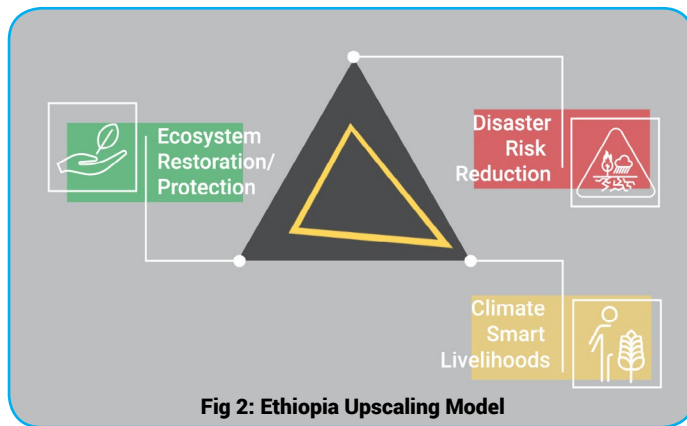 Ecosystem
Restoration/
Protection
Disaster
Risk
Reduction
Climate
Smart
Livelihoods
Fig 2: Ethiopia Upscaling Model